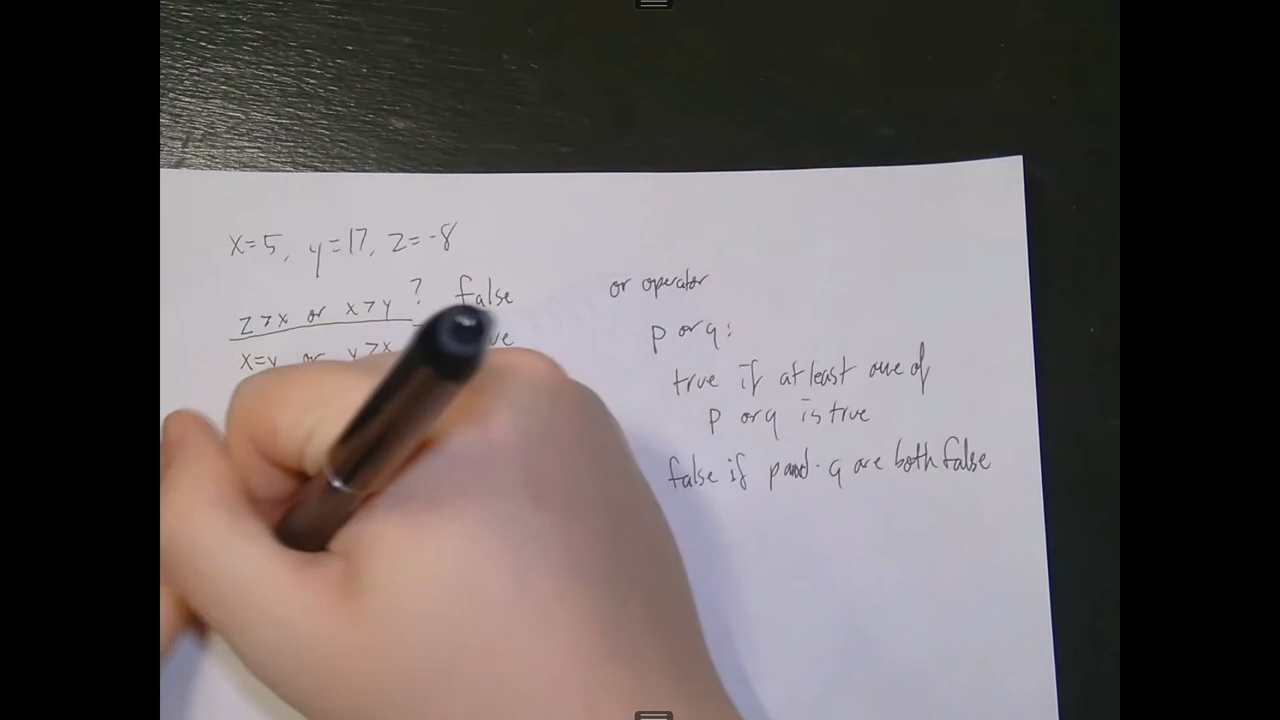 x=5, y=17, z=-8
z>x or x>y ? false
x=y or y>x
or operator
p or q:
true if at least one of
p or q is true
false if p and q are both false